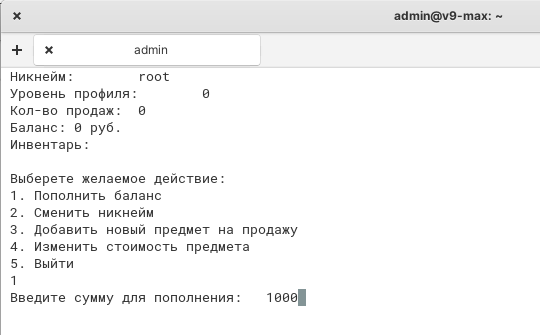 admin@v9-max: ~
admin
Никнейм: root
Уровень профиля: 0
Кол-во продаж: 0
Баланс: 0 руб.
Инвентарь:
Выберете желаемое действие:
1. Пополнить баланс
2. Сменить никнейм
3. Добавить новый предмет на продажу
4. Изменить стоимость предмета
5. Выйти
1
Введите сумму для пополнения: 1000